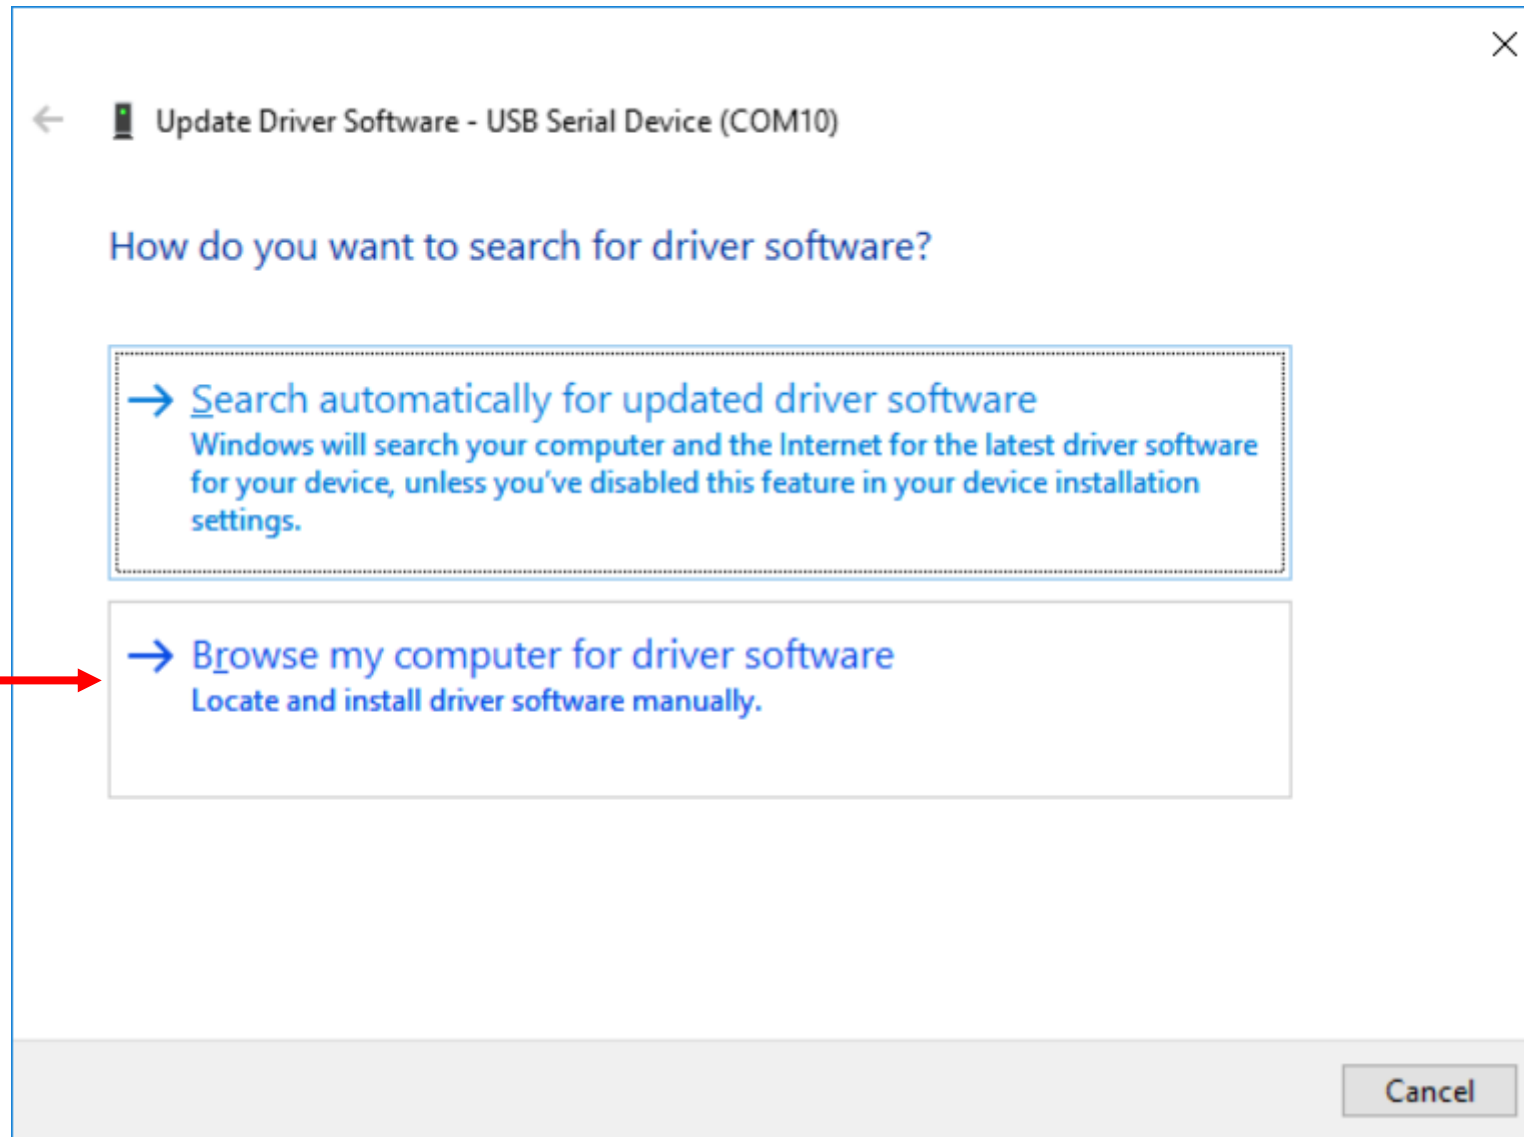 Update Driver Software - USB Serial Device (COM10)
How do you want to search for driver software?
Search automatically for updated driver software
Windows will search your computer and the Internet for the latest driver software
for your device, unless you've disabled this feature in your device installation
settings.
Browse my computer for driver software
Locate and install driver software manually.
Cancel